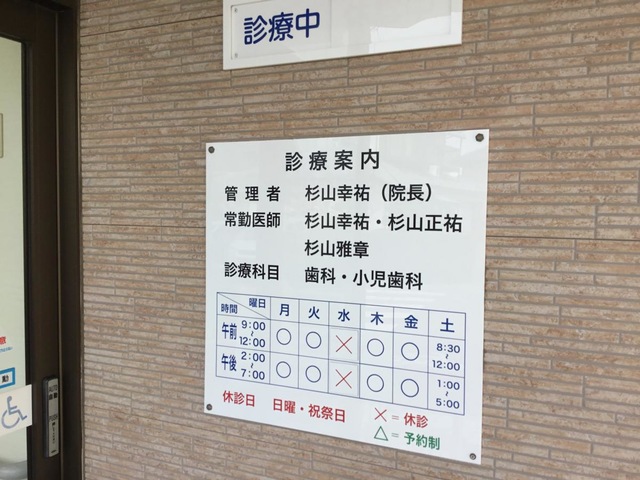 診療中
診療案内
管理者 杉山幸祐（院長）
常勤医師 杉山幸祐・杉山正祐
杉山雅章
診療科目 歯科・小児歯科
時間 曜日 月 火 水 木 金 土
午前 9:00~12:00 ○ ○ × ○ ○ 8:30~12:00
午後 2:00~7:00 ○ ○ × ○ ○ 1:00~5:00
休診日 日曜・祝祭日 ×=休診
△=予約制